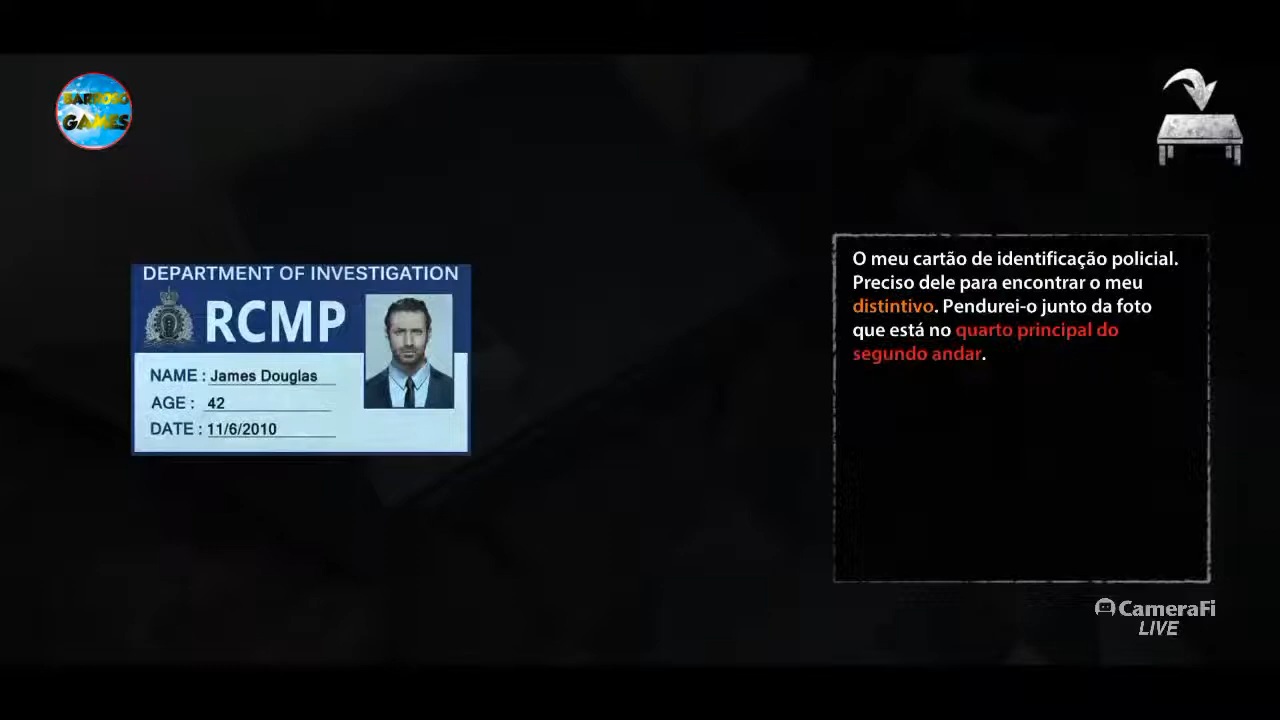 BARROSO
GAMES
DEPARTMENT OF INVESTIGATION
RCMP
NAME : James Douglas
AGE : 42
DATE : 11/6/2010
O meu cartão de identificação policial.
Preciso dele para encontrar o meu
distintivo. Pendurei-o junto da foto
que está no quarto principal do
segundo andar.
CameraFi
LIVE